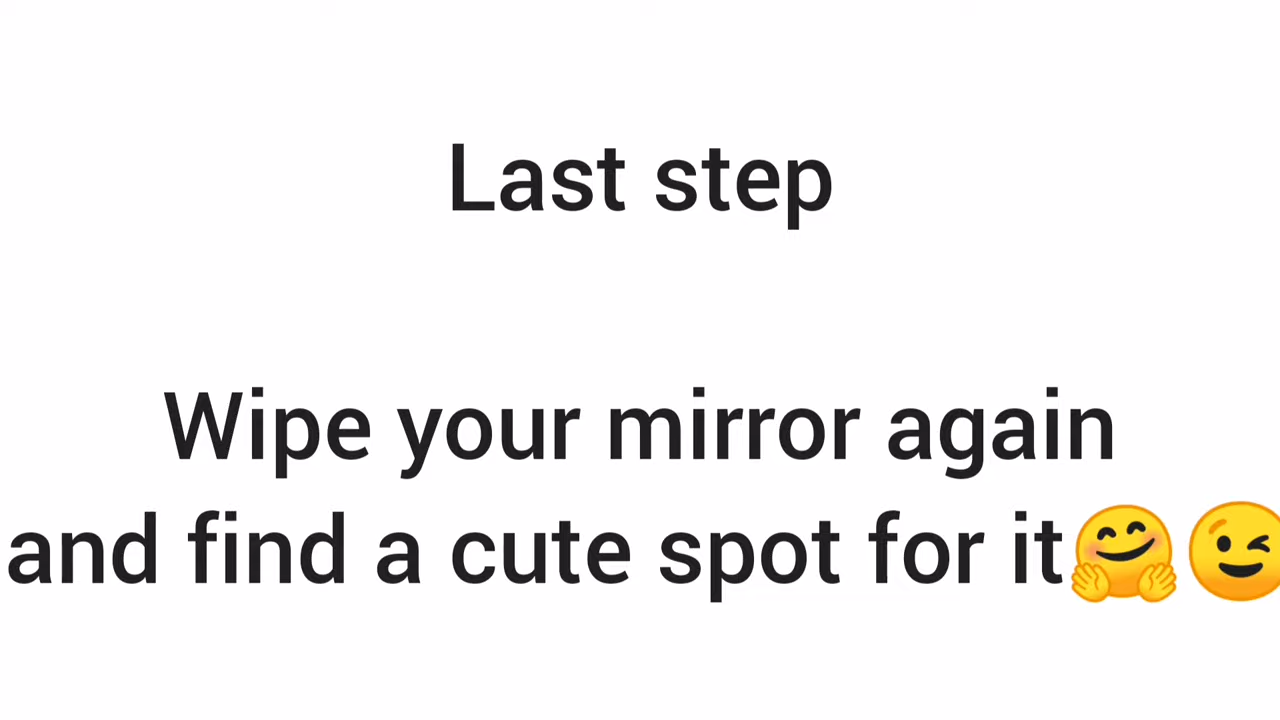 Last step
Wipe your mirror again
and find a cute spot for it🤗😉